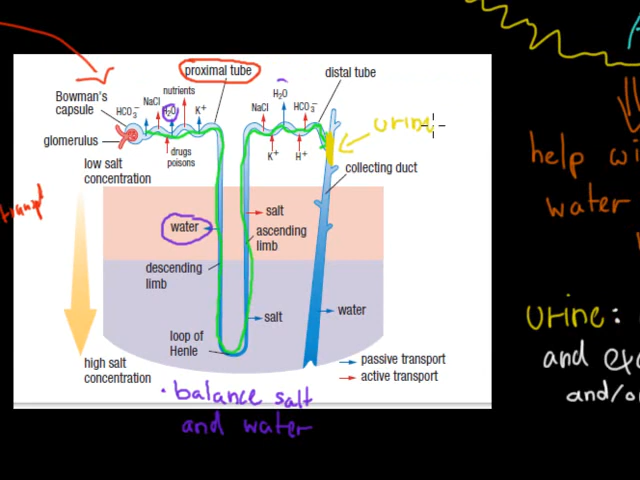 proximal tube
distal tube
nutrients
Bowman's
capsule
HCO3−
NaCl
H2O
K+
NaCl
H2O
HCO3−
glomerulus
drugs
poisons
K+
H+
urine
low salt
concentration
collecting duct
help wi
water
water
salt
ascending
limb
descending
limb
salt
water
urine:
loop of
Henle
high salt
concentration
passive transport
active transport
and exc
and/or
• balance salt
and water